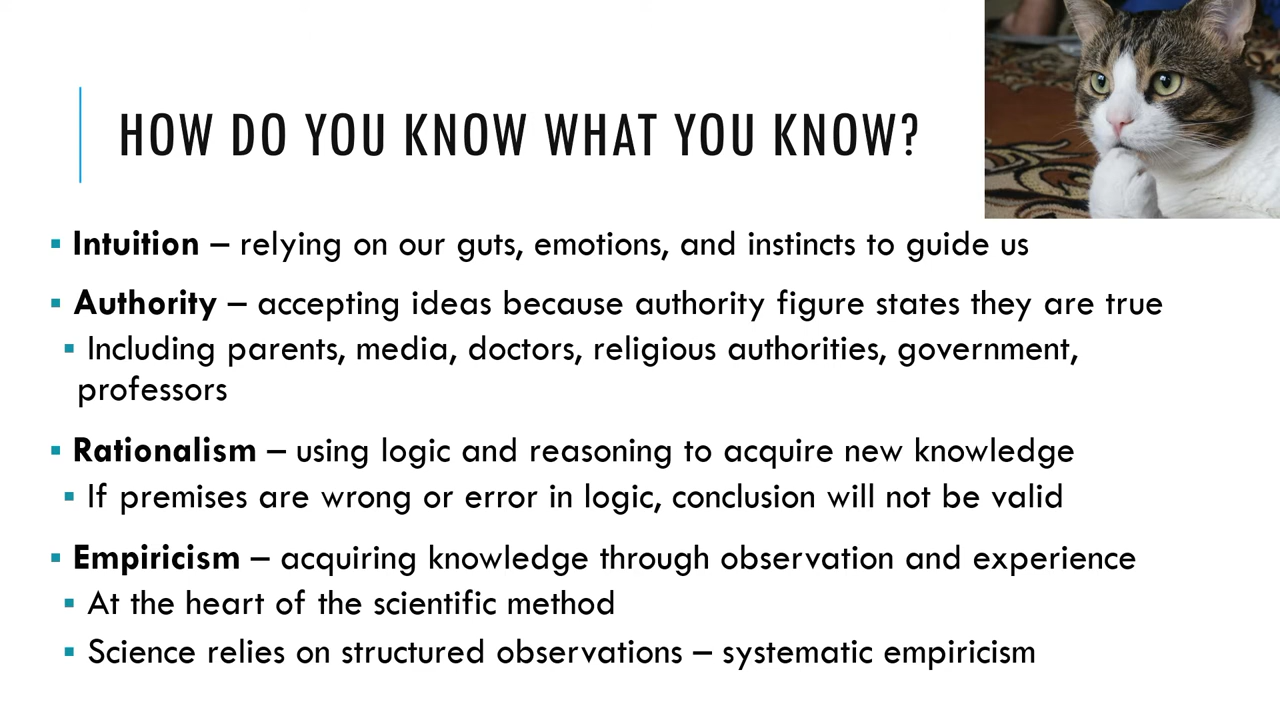 HOW DO YOU KNOW WHAT YOU KNOW?
▪ Intuition – relying on our guts, emotions, and instincts to guide us
▪ Authority – accepting ideas because authority figure states they are true
▪ Including parents, media, doctors, religious authorities, government,
professors
▪ Rationalism – using logic and reasoning to acquire new knowledge
▪ If premises are wrong or error in logic, conclusion will not be valid
▪ Empiricism – acquiring knowledge through observation and experience
▪ At the heart of the scientific method
▪ Science relies on structured observations – systematic empiricism